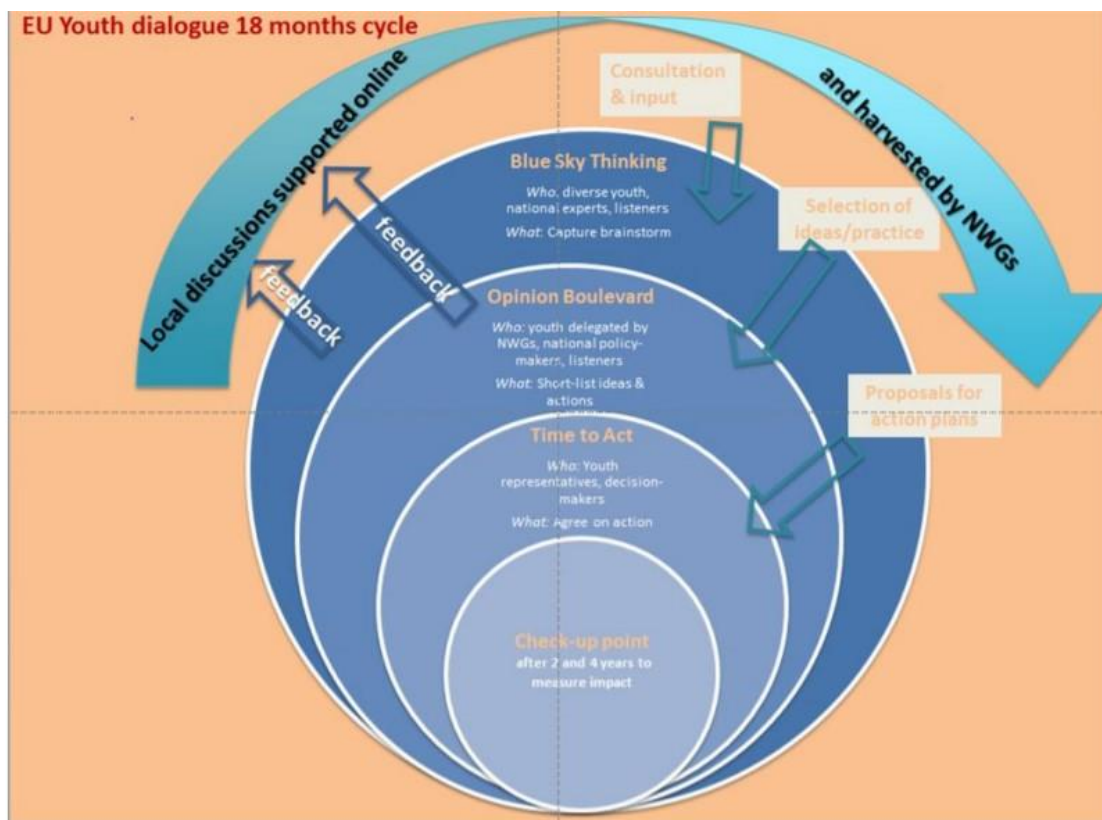 EU Youth dialogue 18 months cycle
Local discussions supported online
and harvested by NWGs
Consultation
& input
Blue Sky Thinking
Who: diverse youth,
national experts, listeners
What: Capture brainstorm
Selection of
ideas/practice
feedback
feedback
Opinion Boulevard
Who: youth delegated by
NWGs, national policy-
makers, listeners
What: Short-list ideas &
actions
Proposals for
action plans
Time to Act
Who: Youth
representatives, decision-
makers
What: Agree on action
Check-up point
after 2 and 4 years to
measure impact